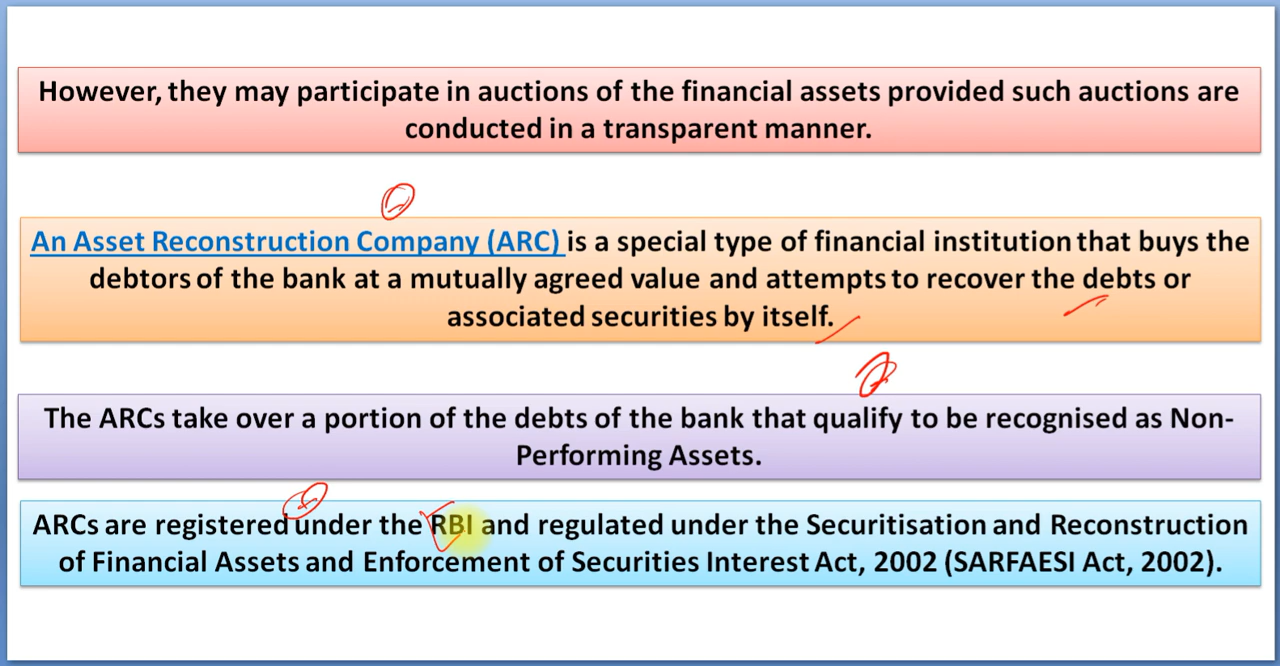 However, they may participate in auctions of the financial assets provided such auctions are
conducted in a transparent manner.
An Asset Reconstruction Company (ARC) is a special type of financial institution that buys the
debtors of the bank at a mutually agreed value and attempts to recover the debts or
associated securities by itself.
The ARCs take over a portion of the debts of the bank that qualify to be recognised as Non-
Performing Assets.
ARCs are registered under the RBI and regulated under the Securitisation and Reconstruction
of Financial Assets and Enforcement of Securities Interest Act, 2002 (SARFAESI Act, 2002).